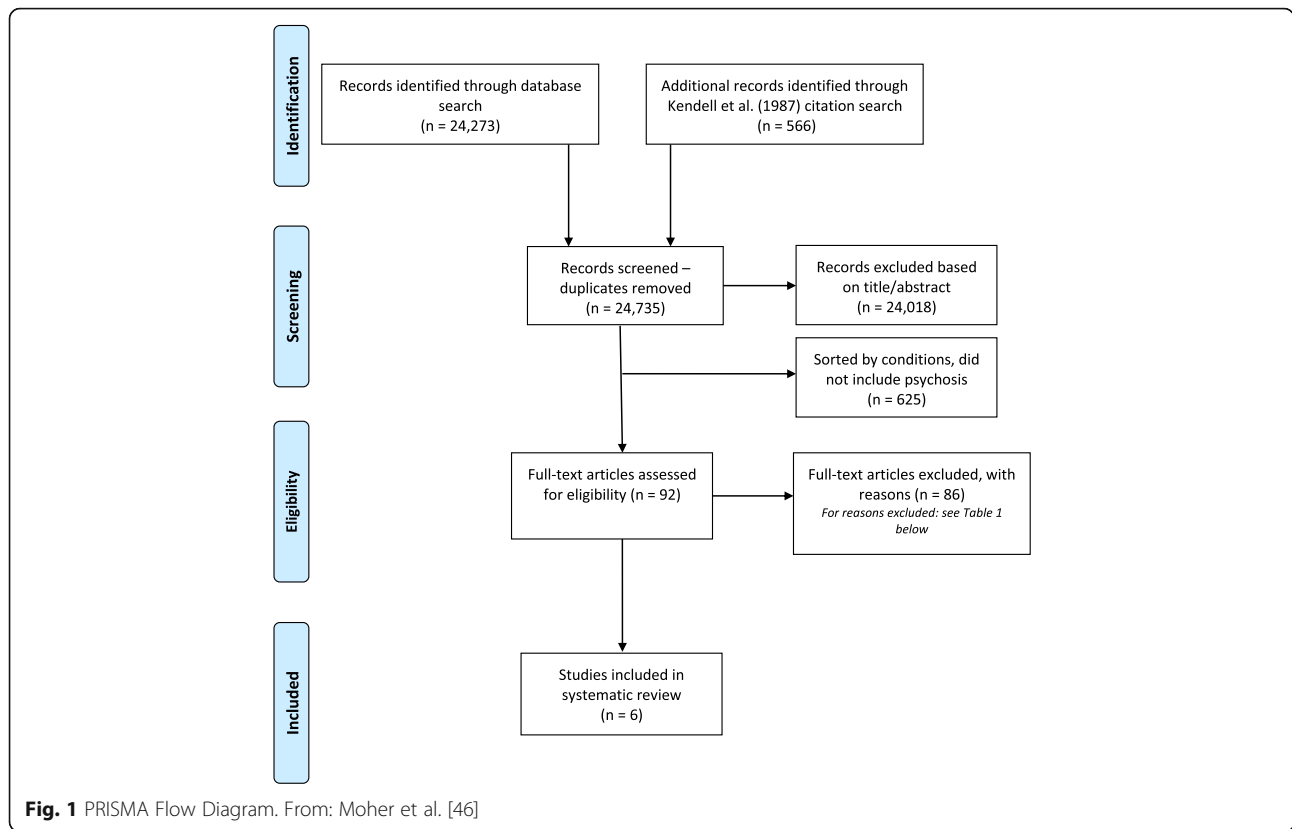 Identification
Records identified through database
search
(n = 24,273)
Additional records identified through
Kendell et al. (1987) citation search
(n = 566)
Screening
Records screened –
duplicates removed
(n = 24,735)
Records excluded based
on title/abstract
(n = 24,018)
Sorted by conditions, did
not include psychosis
(n = 625)
Eligibility
Full-text articles assessed
for eligibility (n = 92)
Full-text articles excluded, with
reasons (n = 86)
For reasons excluded: see Table 1
below
Included
Studies included in
systematic review
(n = 6)
Fig. 1 PRISMA Flow Diagram. From: Moher et al. [46]